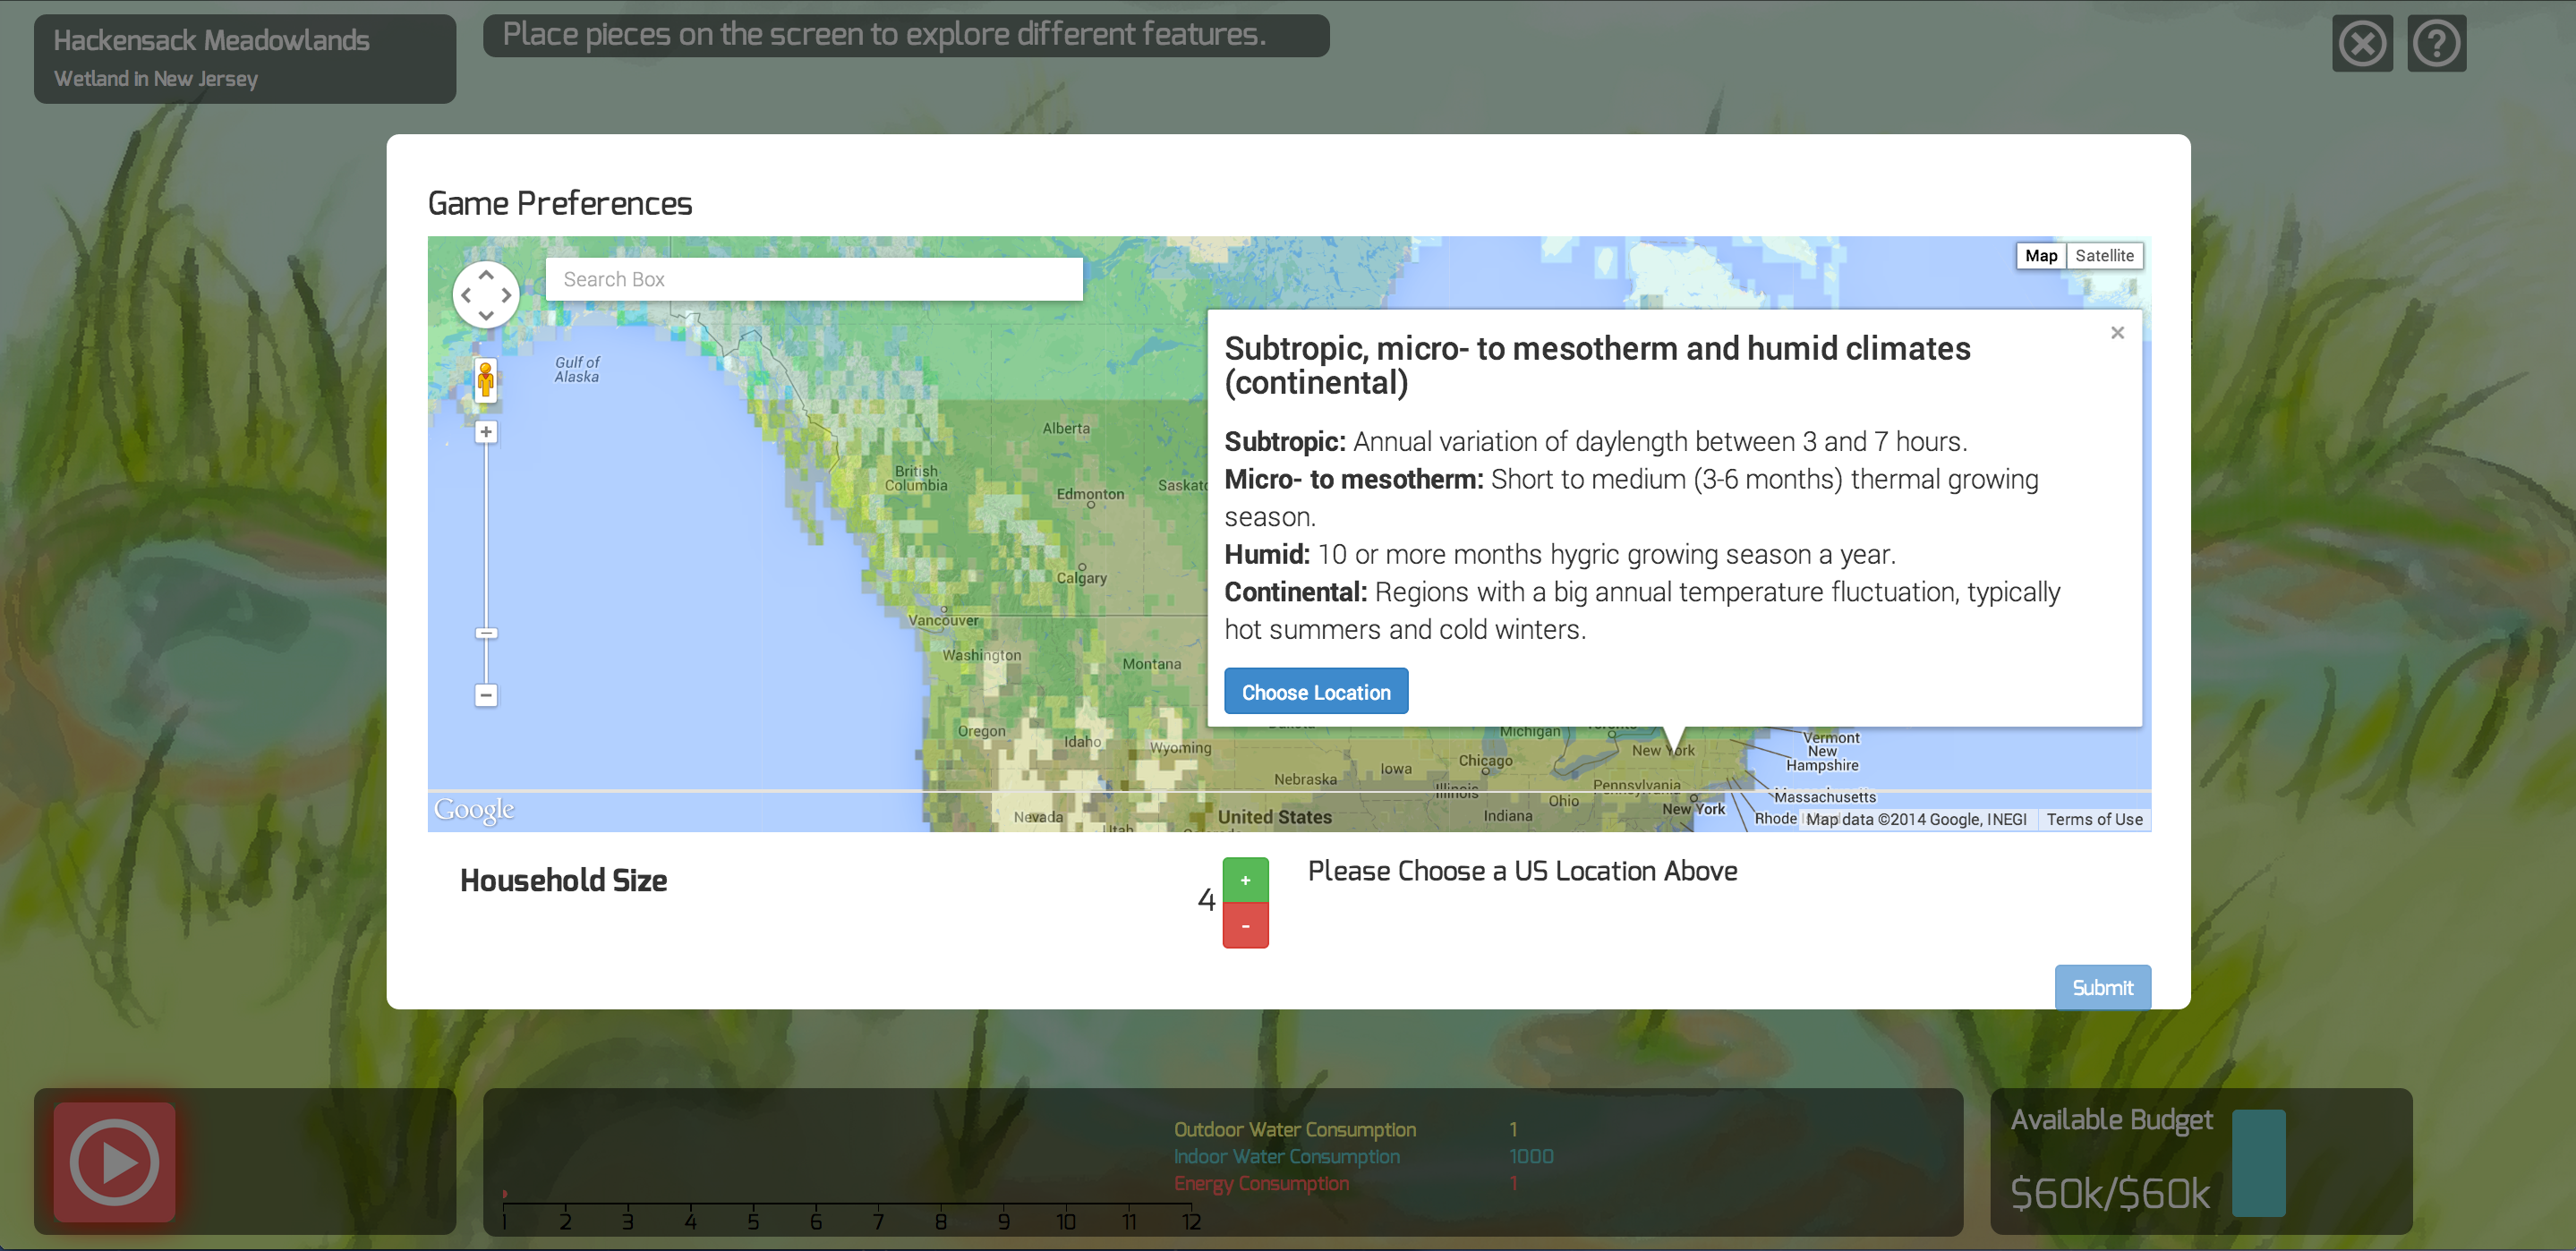 Hackensack Meadowlands
Wetland in New Jersey
Place pieces on the screen to explore different features.
Game Preferences
Search Box
Map
Satellite
Gulf of
Alaska
Alberta
British
Columbia
Edmonton
Calgary
Vancouver
Washington
Montana
Oregon
Idaho
Wyoming
Nevada
Utah
Subtropic, micro- to mesotherm and humid climates
(continental)
Subtropic: Annual variation of daylength between 3 and 7 hours.
Micro- to mesotherm: Short to medium (3-6 months) thermal growing
season.
Humid: 10 or more months hygric growing season a year.
Continental: Regions with a big annual temperature fluctuation, typically
hot summers and cold winters.
Choose Location
Michigan
New York
Vermont
New
Hampshire
Chicago
Iowa
Nebraska
Illinois
Pennsylvania
Ohio
Massachusetts
New York
United States
Indiana
Rhode
Google
Map data ©2014 Google, INEGI
Terms of Use
Household Size
4
+
-
Please Choose a US Location Above
Submit
Outdoor Water Consumption 1
Indoor Water Consumption 1000
Energy Consumption 1
1 2 3 4 5 6 7 8 9 10 11 12
Available Budget
$60k/$60k